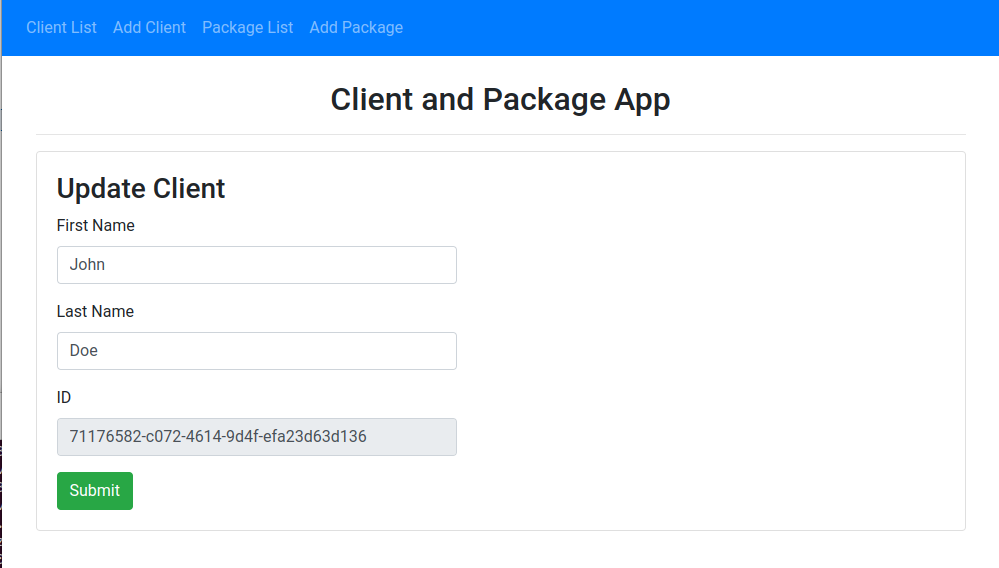 Client List Add Client Package List Add Package
Client and Package App
Update Client
First Name
John
Last Name
Doe
ID
71176582-c072-4614-9d4f-efa23d63d136
Submit